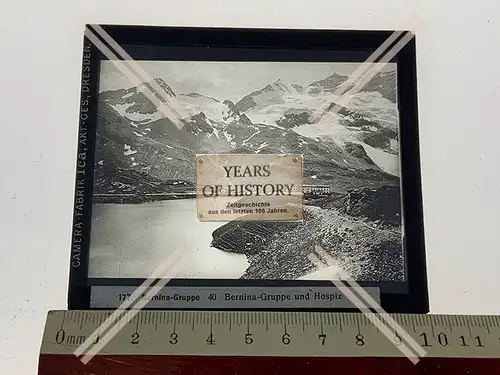 CAMERA-FABRIK Ica, AKT.-GES., DRESDEN.
YEARS
OF HISTORY
Zeitgeschichte
aus den letzten 100 Jahren.
Bernina-Gruppe 40 Bernina-Gruppe und Hospiz
0mm 1 2 3 4 5 6 7 8 9 10 11